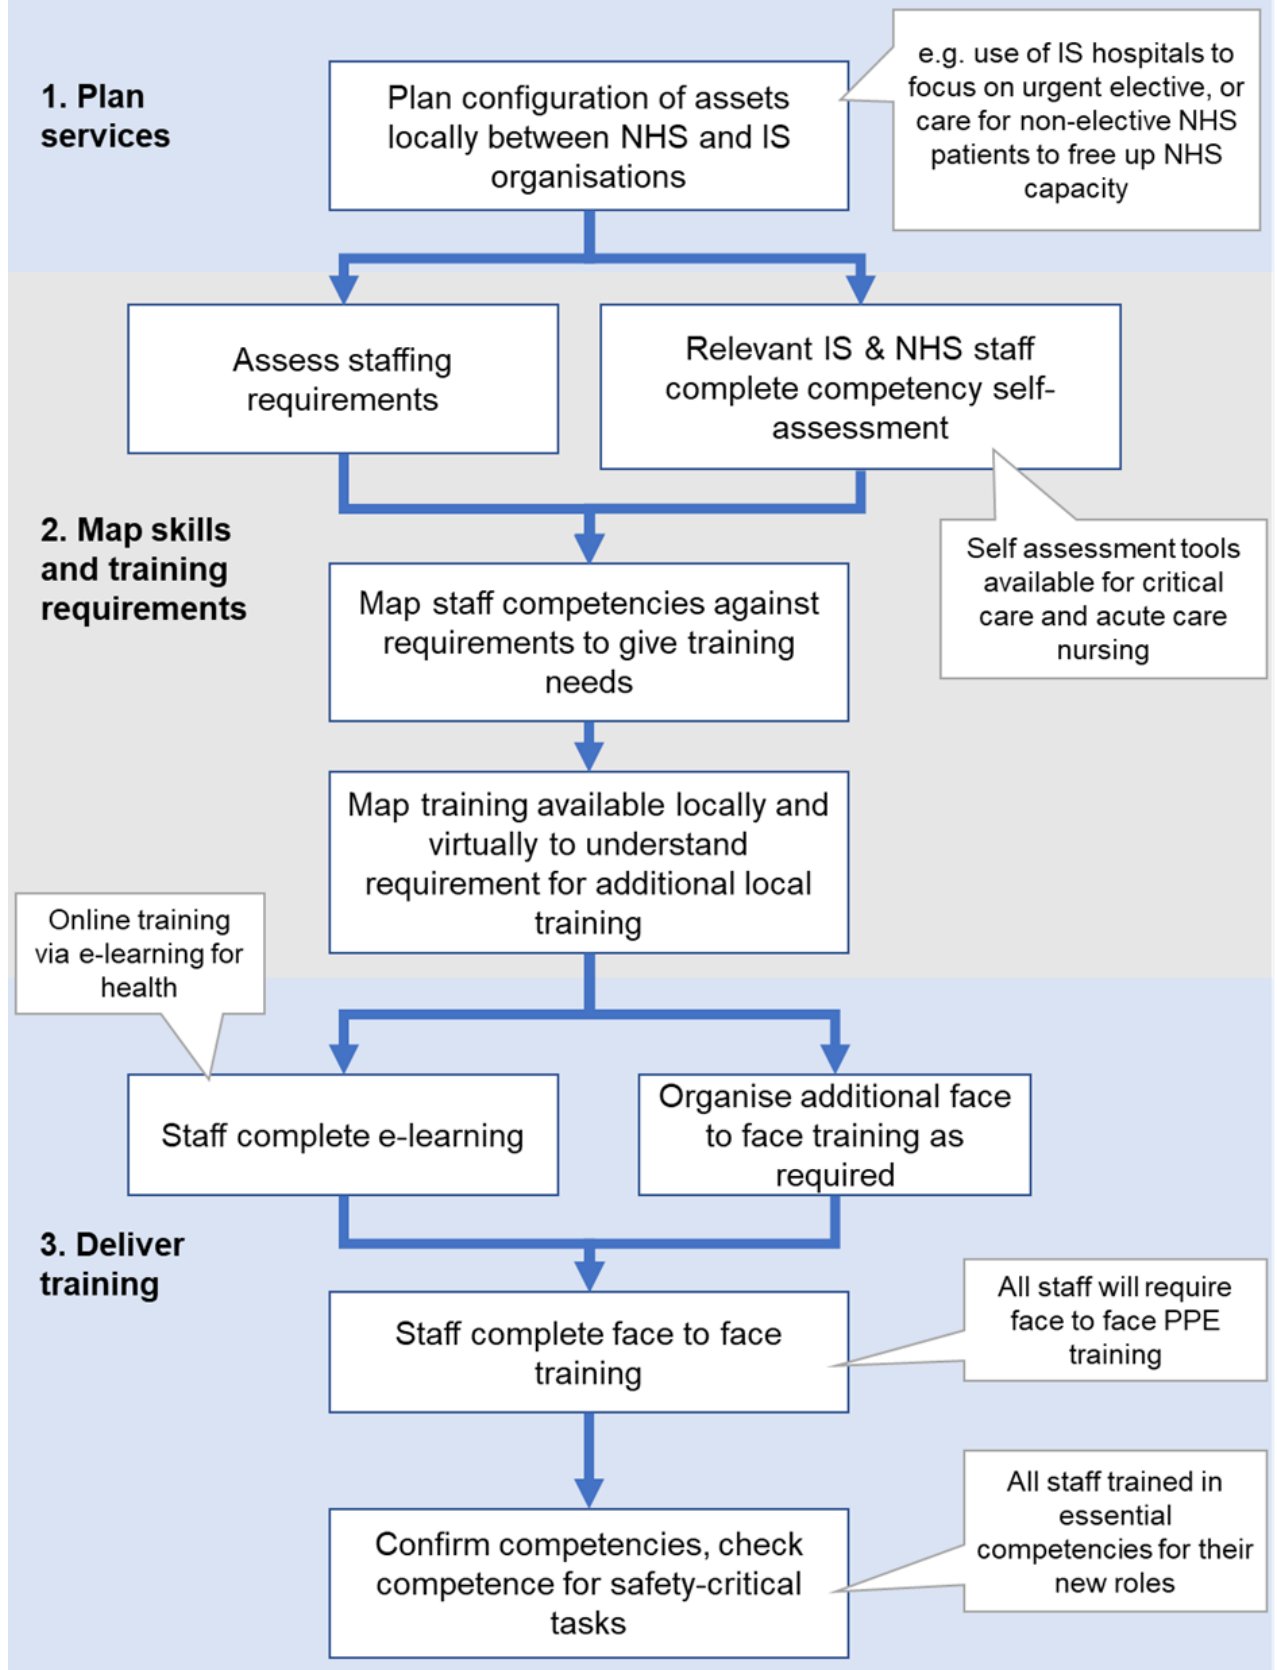 1. Plan
services
Plan configuration of assets
locally between NHS and IS
organisations
e.g. use of IS hospitals to
focus on urgent elective, or
care for non-elective NHS
patients to free up NHS
capacity
Assess staffing
requirements
Relevant IS & NHS staff
complete competency self-
assessment
2. Map skills
and training
requirements
Self assessment tools
available for critical
care and acute care
nursing
Map staff competencies against
requirements to give training
needs
Map training available locally and
virtually to understand
requirement for additional local
training
Online training
via e-learning for
health
Staff complete e-learning
Organise additional face
to face training as
required
3. Deliver
training
Staff complete face to face
training
All staff will require
face to face PPE
training
Confirm competencies, check
competence for safety-critical
tasks
All staff trained in
essential
competencies for their
new roles